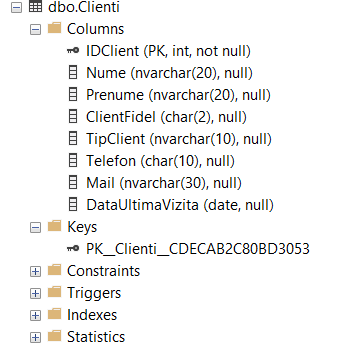 dbo.Clienti
Columns
IDClient (PK, int, not null)
Nume (nvarchar(20), null)
Prenume (nvarchar(20), null)
ClientFidel (char(2), null)
TipClient (nvarchar(10), null)
Telefon (char(10), null)
Mail (nvarchar(30), null)
DataUltimaVizita (date, null)
Keys
PK__Clienti__CDECAB2C80BD3053
Constraints
Triggers
Indexes
Statistics